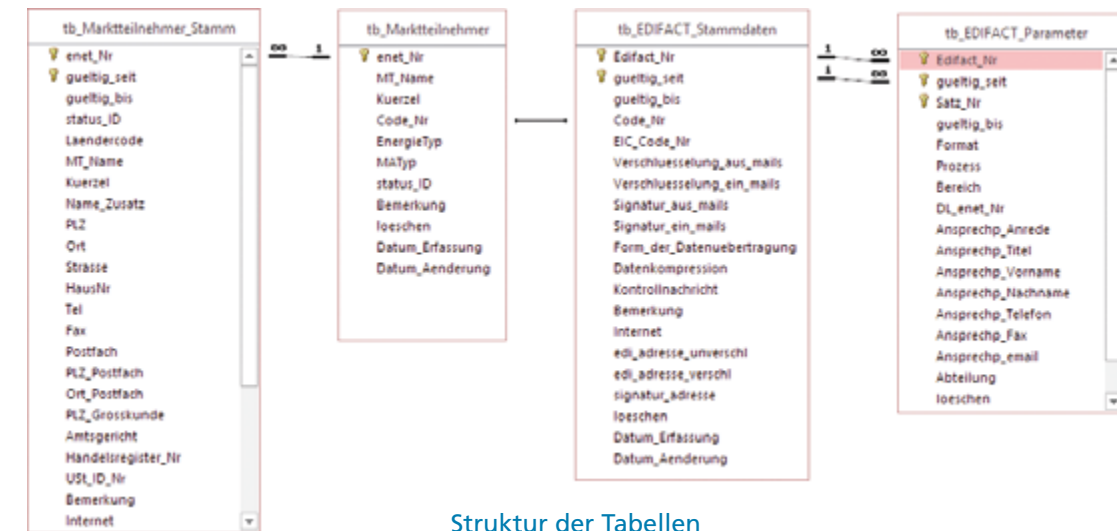 tb_Marktteilnehmer_Stamm
enet_Nr
gueltig_seit
gueltig_bis
status_ID
Laendercode
MT_Name
Kuerzel
Name_Zusatz
PLZ
Ort
Strasse
HausNr
Tel
Fax
Postfach
PLZ_Postfach
Ort_Postfach
PLZ_Grosskunde
Amtsgericht
Handelsregister_Nr
USt_ID_Nr
Bemerkung
Internet
∞ 1
tb_Marktteilnehmer
enet_Nr
MT_Name
Kuerzel
Code_Nr
EnergieTyp
MATyp
status_ID
Bemerkung
loeschen
Datum_Erfassung
Datum_Aenderung
tb_EDIFACT_Stammdaten
Edifact_Nr
gueltig_seit
gueltig_bis
Code_Nr
EIC_Code_Nr
Verschluesselung_aus_mails
Verschluesselung_ein_mails
Signatur_aus_mails
Signatur_ein_mails
Form_der_Datenuebertragung
Datenkompression
Kontrollnachricht
Bemerkung
Internet
edi_adresse_unverschl
edi_adresse_verschl
signatur_adresse
loeschen
Datum_Erfassung
Datum_Aenderung
1 ∞
1 ∞
tb_EDIFACT_Parameter
Edifact_Nr
gueltig_seit
Satz_Nr
gueltig_bis
Format
Prozess
Bereich
DL_enet_Nr
Ansprechp_Anrede
Ansprechp_Titel
Ansprechp_Vorname
Ansprechp_Nachname
Ansprechp_Telefon
Ansprechp_Fax
Ansprechp_email
Abteilung
loeschen
Struktur der Tabellen